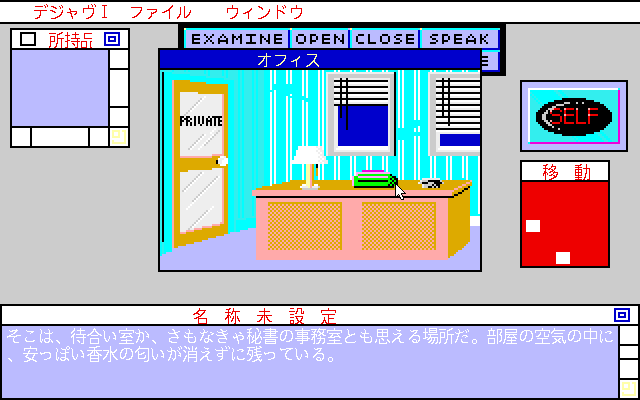 デジャヴI ファイル ウィンドウ
所持品
EXAMINE OPEN CLOSE SPEAK
オフィス
PRIVATE
SELF
移 動
名 称 未 設 定
そこは、待合い室か、さもなきゃ秘書の事務室とも思える場所だ。部屋の空気の中に
、安っぽい香水の匂いが消えずに残っている。